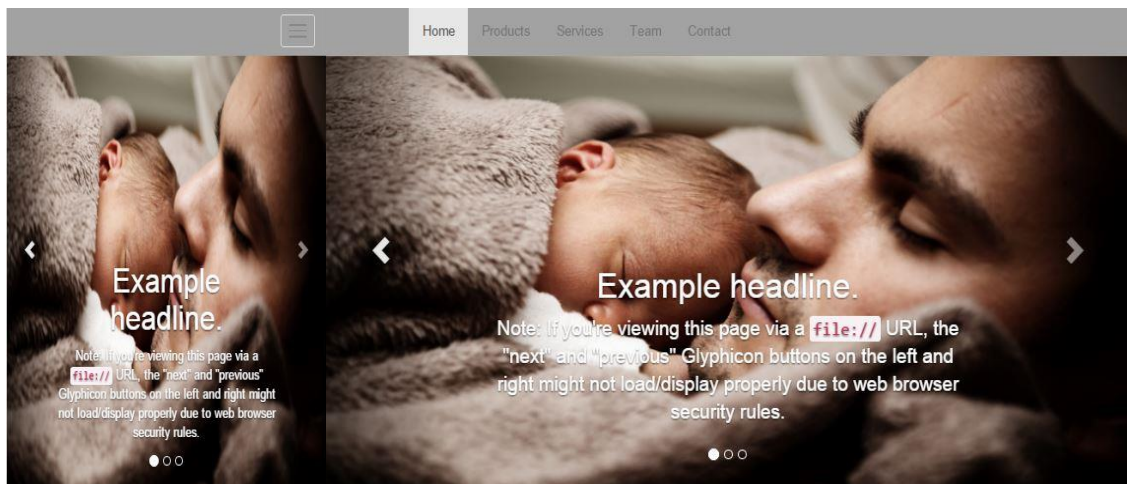 Home Products Services Team Contact
Example
headline.
Note: If you're viewing this page via a
file:// URL, the "next" and "previous"
Glyphicon buttons on the left and right might
not load/display properly due to web browser
security rules.
Example headline.
Note: If you're viewing this page via a file:// URL, the
"next" and "previous" Glyphicon buttons on the left and
right might not load/display properly due to web browser
security rules.